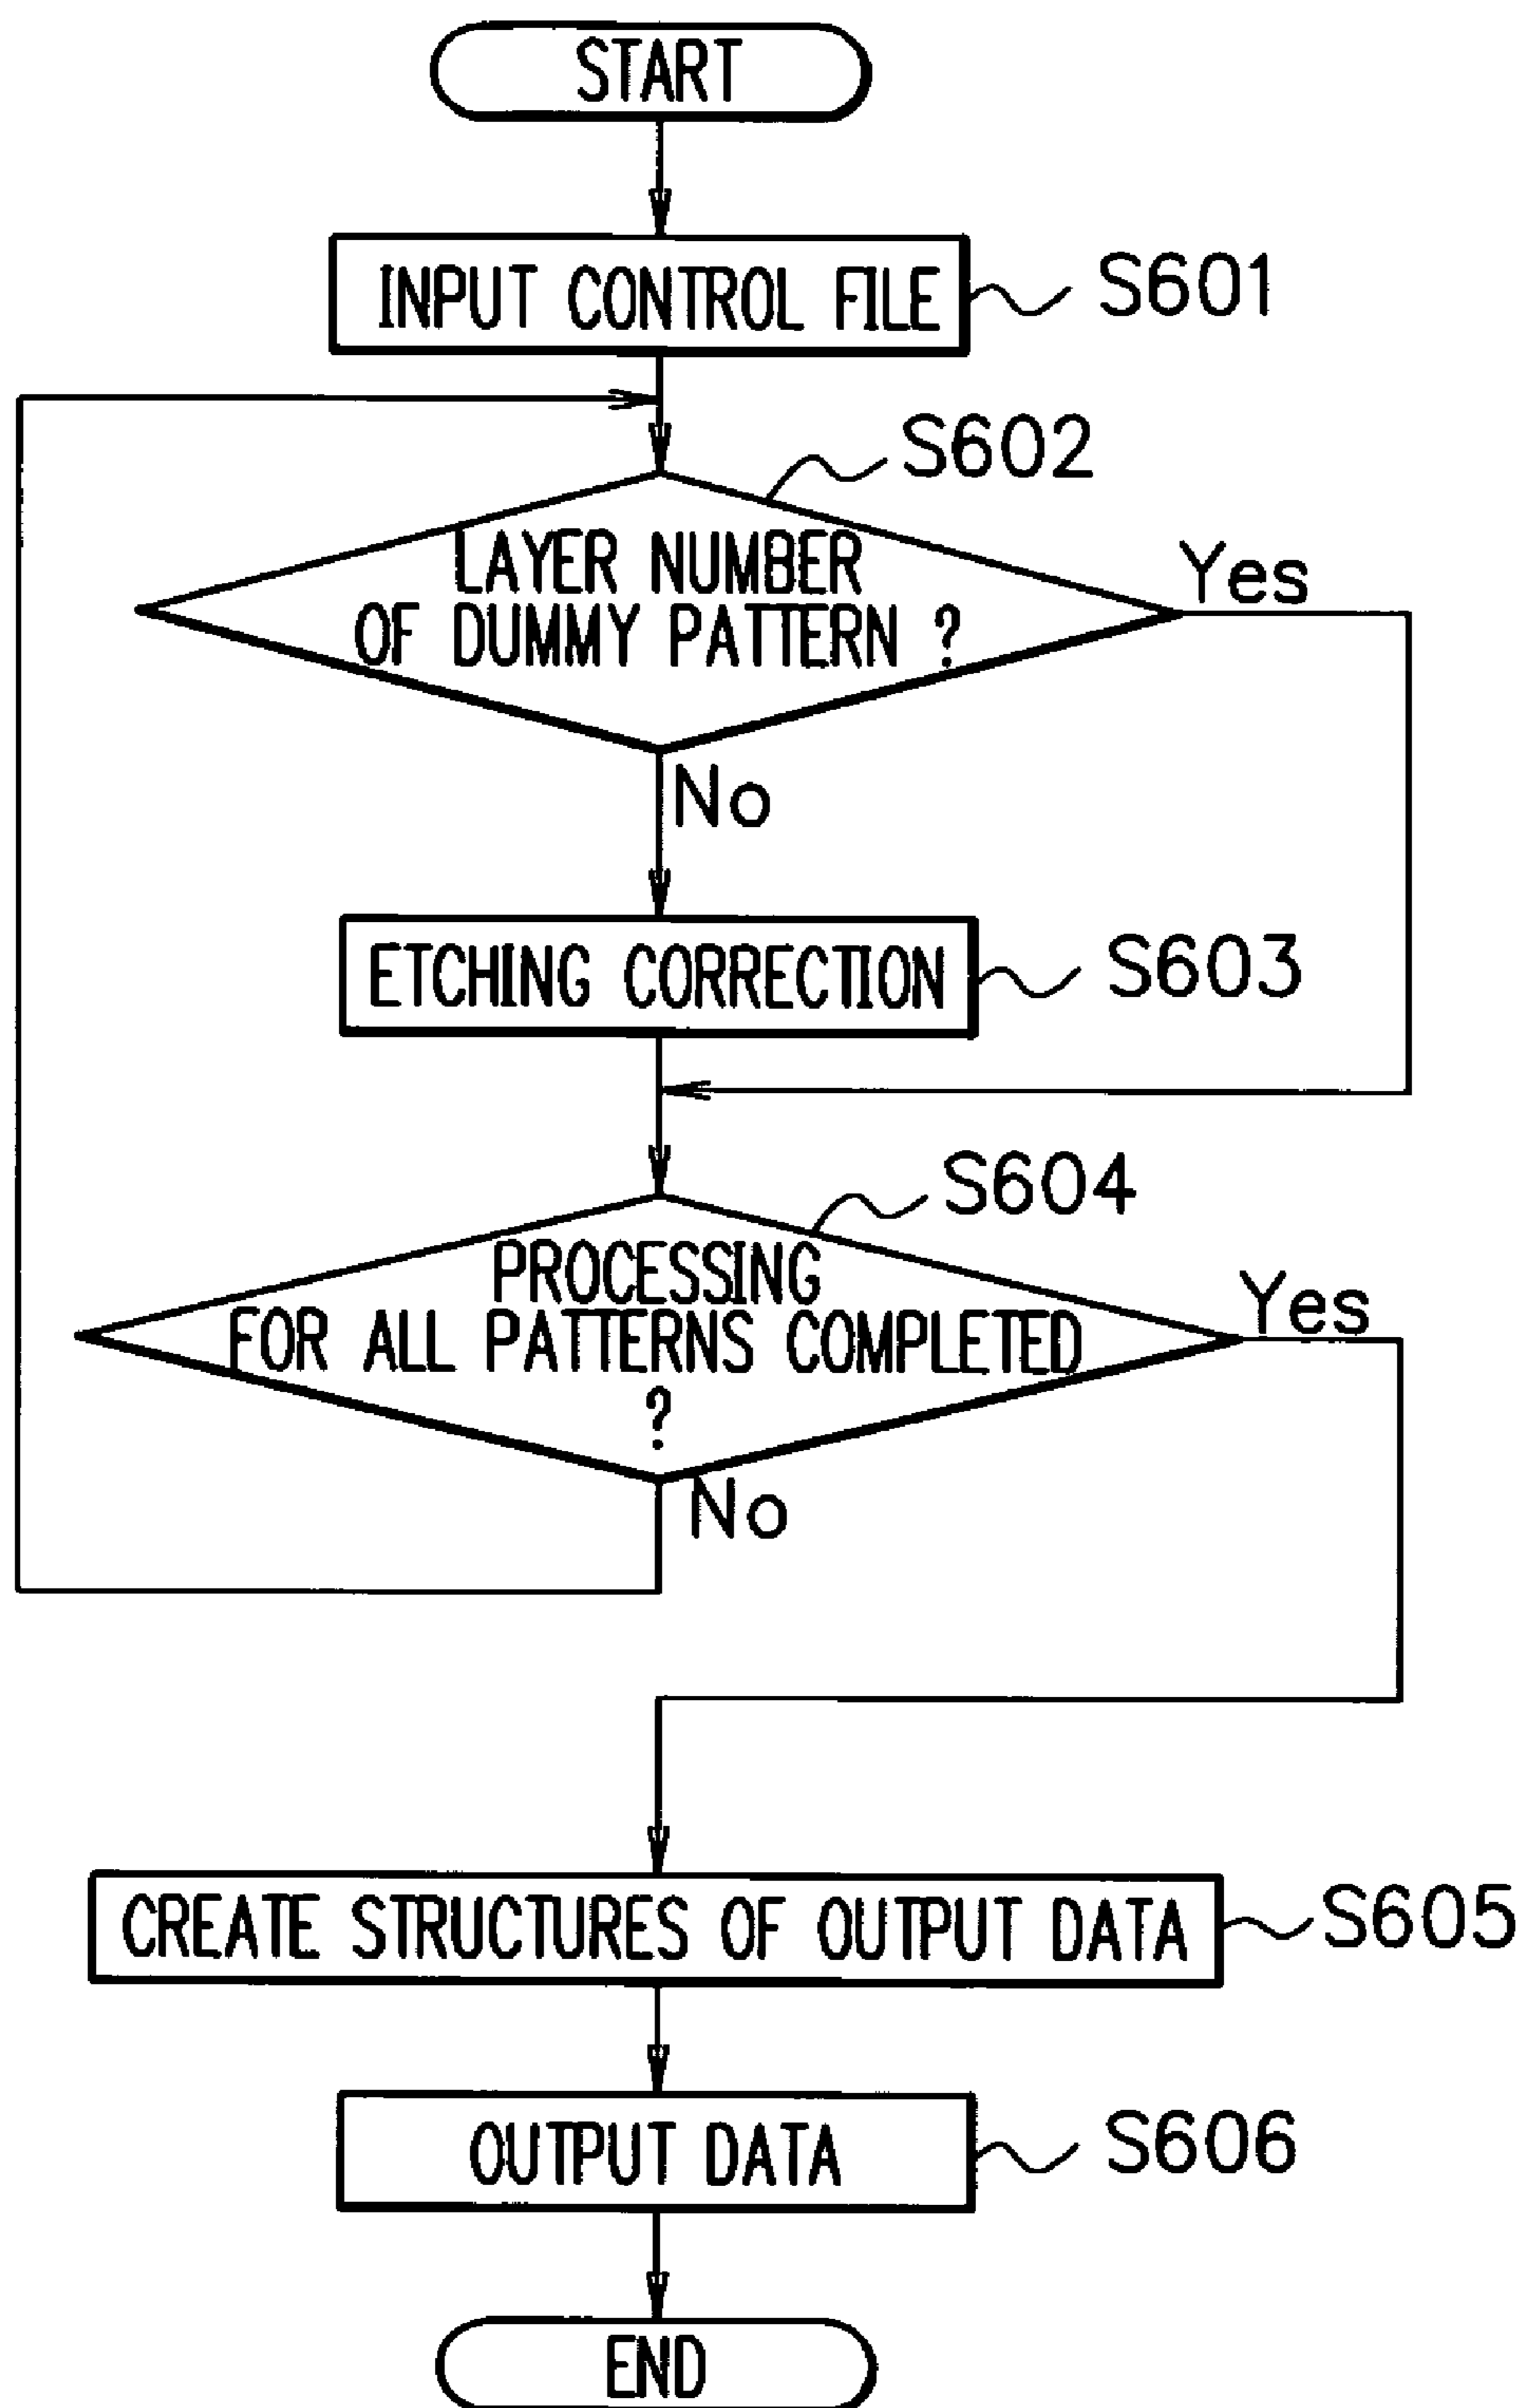 START
INPUT CONTROL FILE
S601
S602
LAYER NUMBER
OF DUMMY PATTERN ?
Yes
No
ETCHING CORRECTION
S603
S604
PROCESSING
FOR ALL PATTERNS COMPLETED
?
Yes
No
CREATE STRUCTURES OF OUTPUT DATA
S605
OUTPUT DATA
S606
END